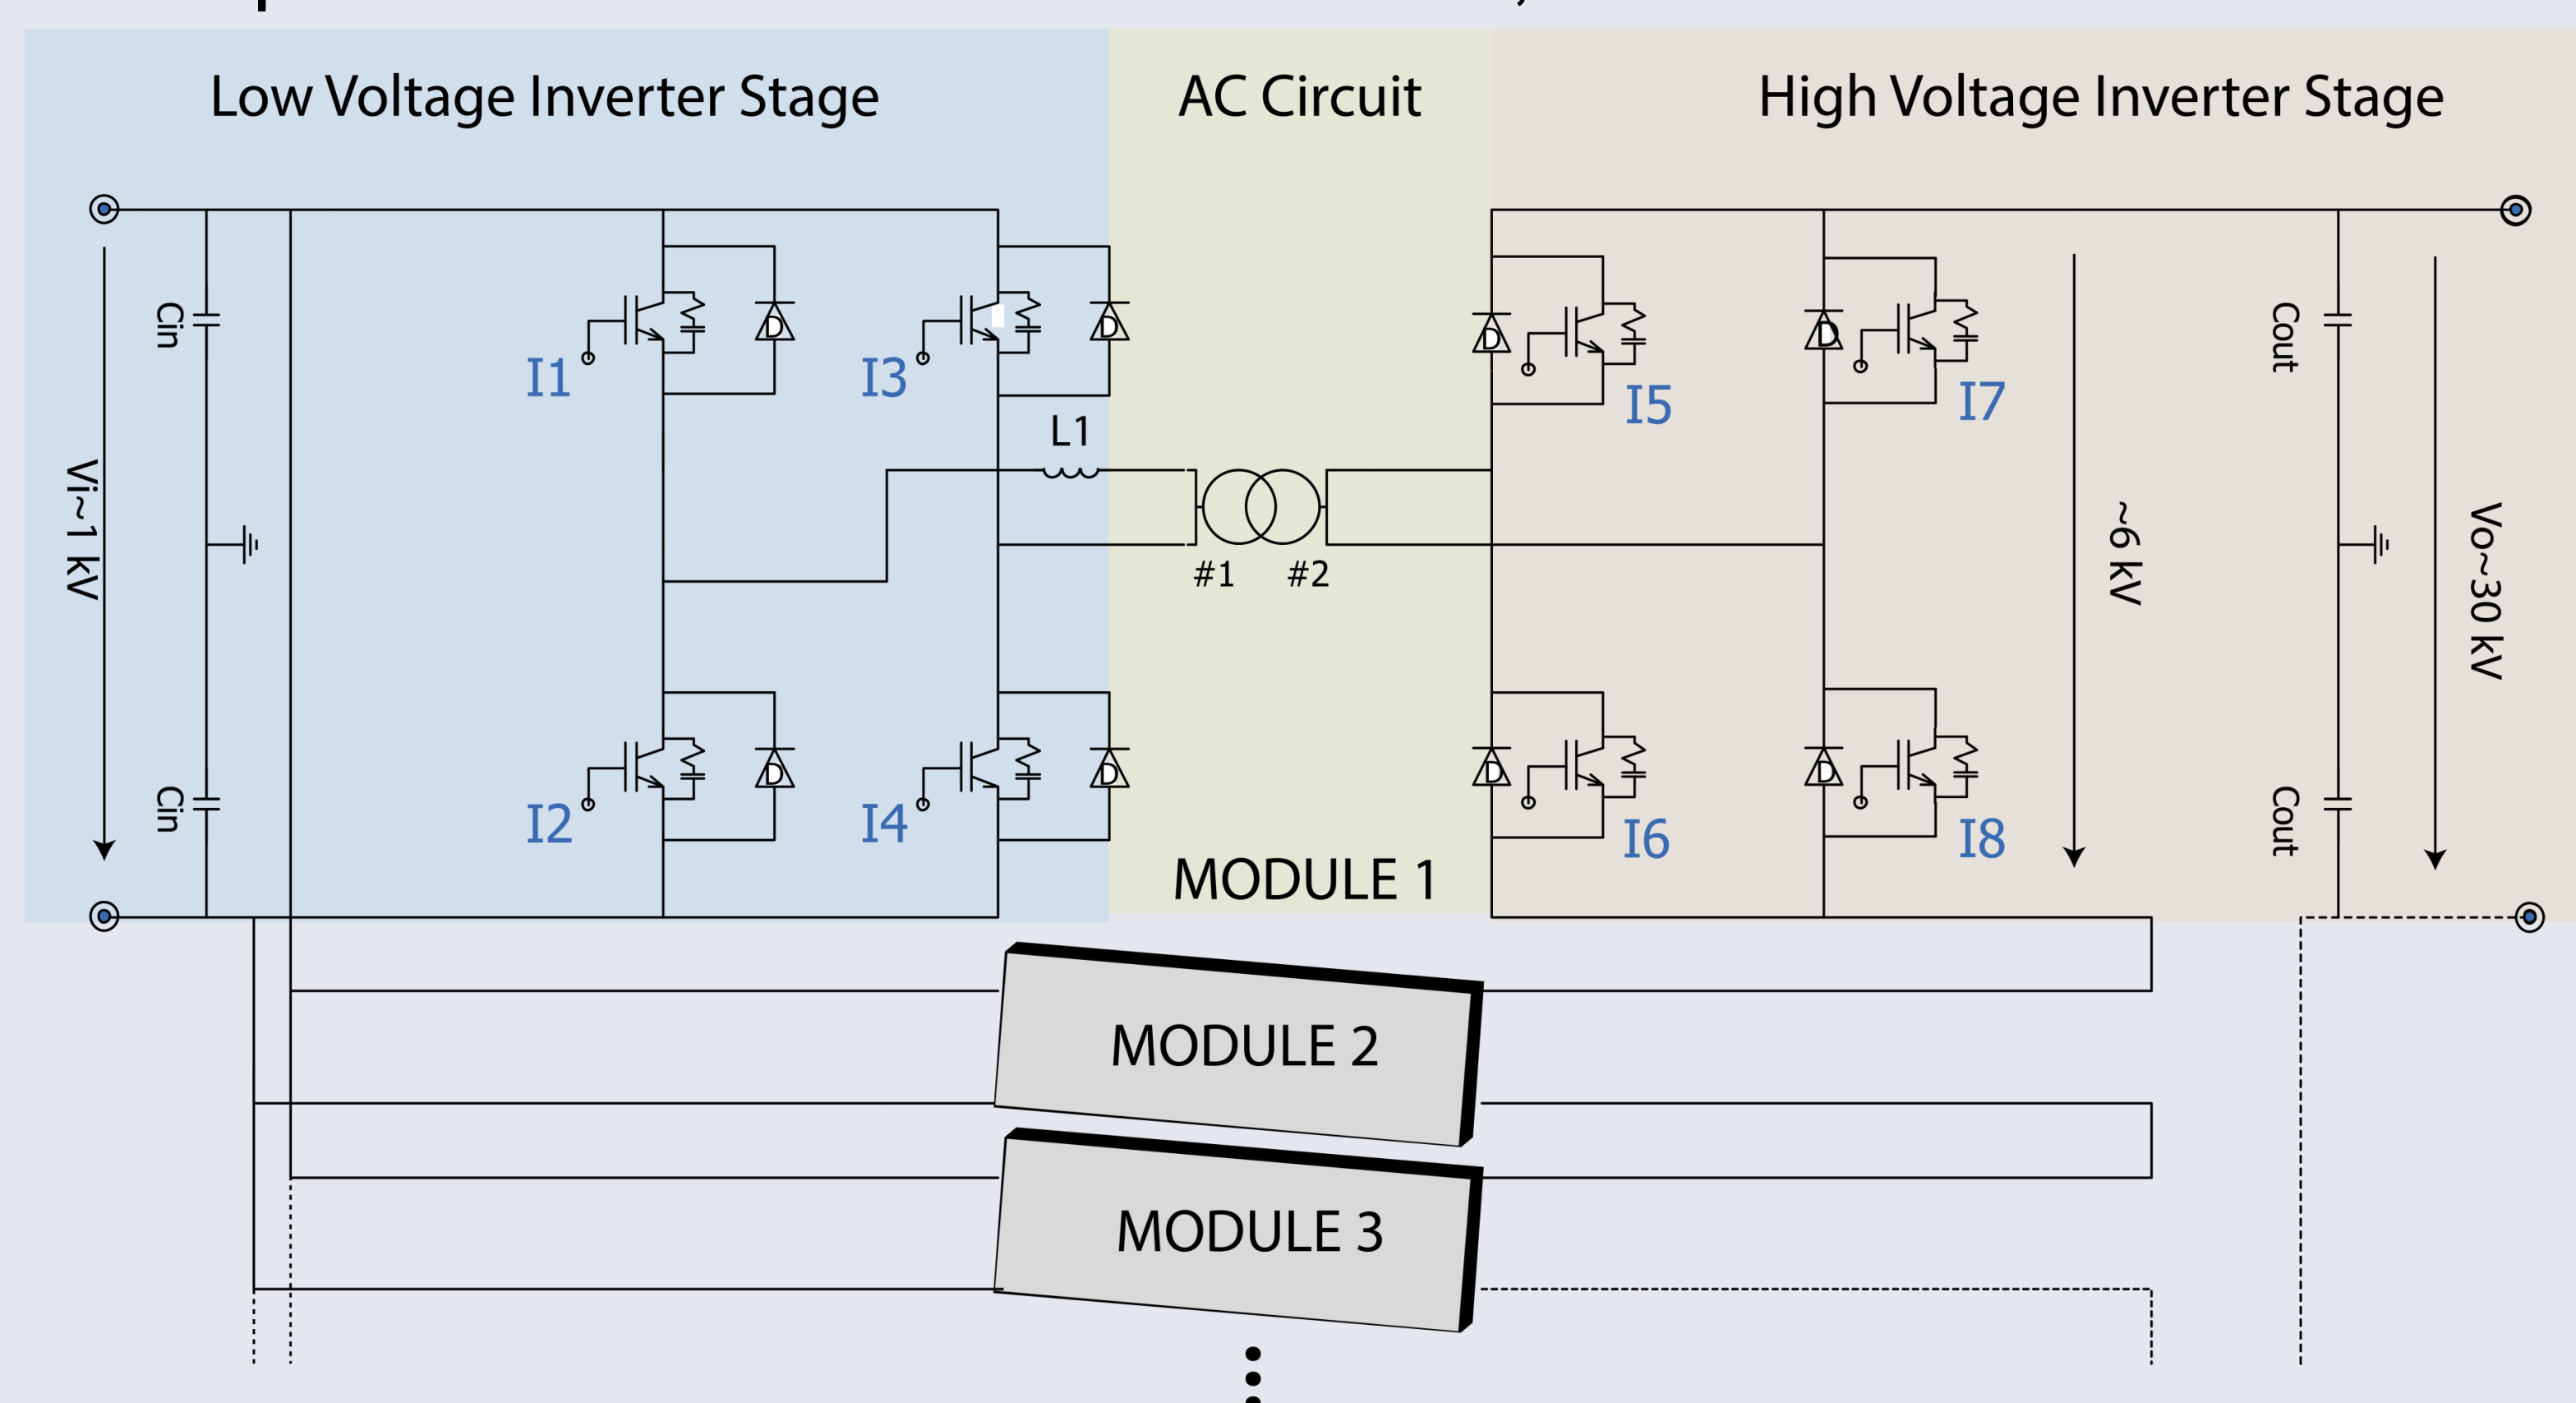 Low Voltage Inverter Stage
AC Circuit
High Voltage Inverter Stage
Cin
Cin
Vi~1 kV
I1
I3
D
D
L1
I2
I4
D
D
#1
#2
MODULE 1
D
D
I5
I7
D
D
I6
I8
~6 kV
Cout
Cout
Vo~30 kV
MODULE 2
MODULE 3